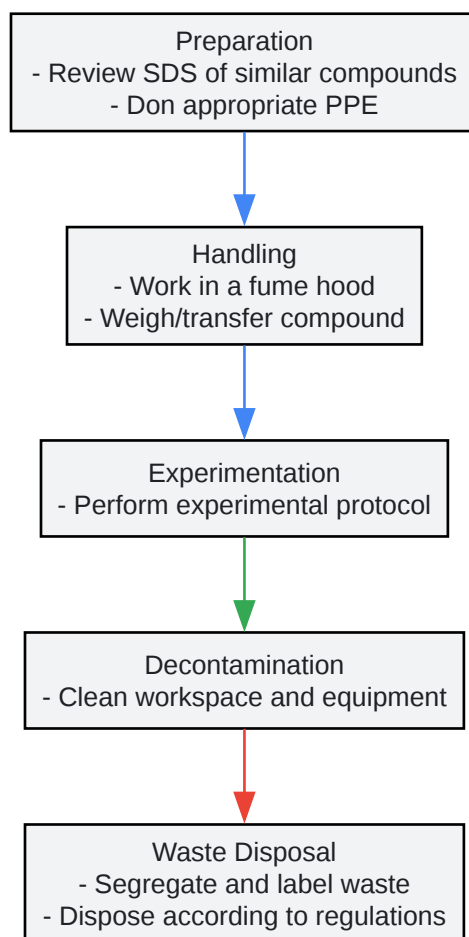 Preparation
- Review SDS of similar compounds
- Don appropriate PPE
Handling
- Work in a fume hood
- Weigh/transfer compound
Experimentation
- Perform experimental protocol
Decontamination
- Clean workspace and equipment
Waste Disposal
- Segregate and label waste
- Dispose according to regulations